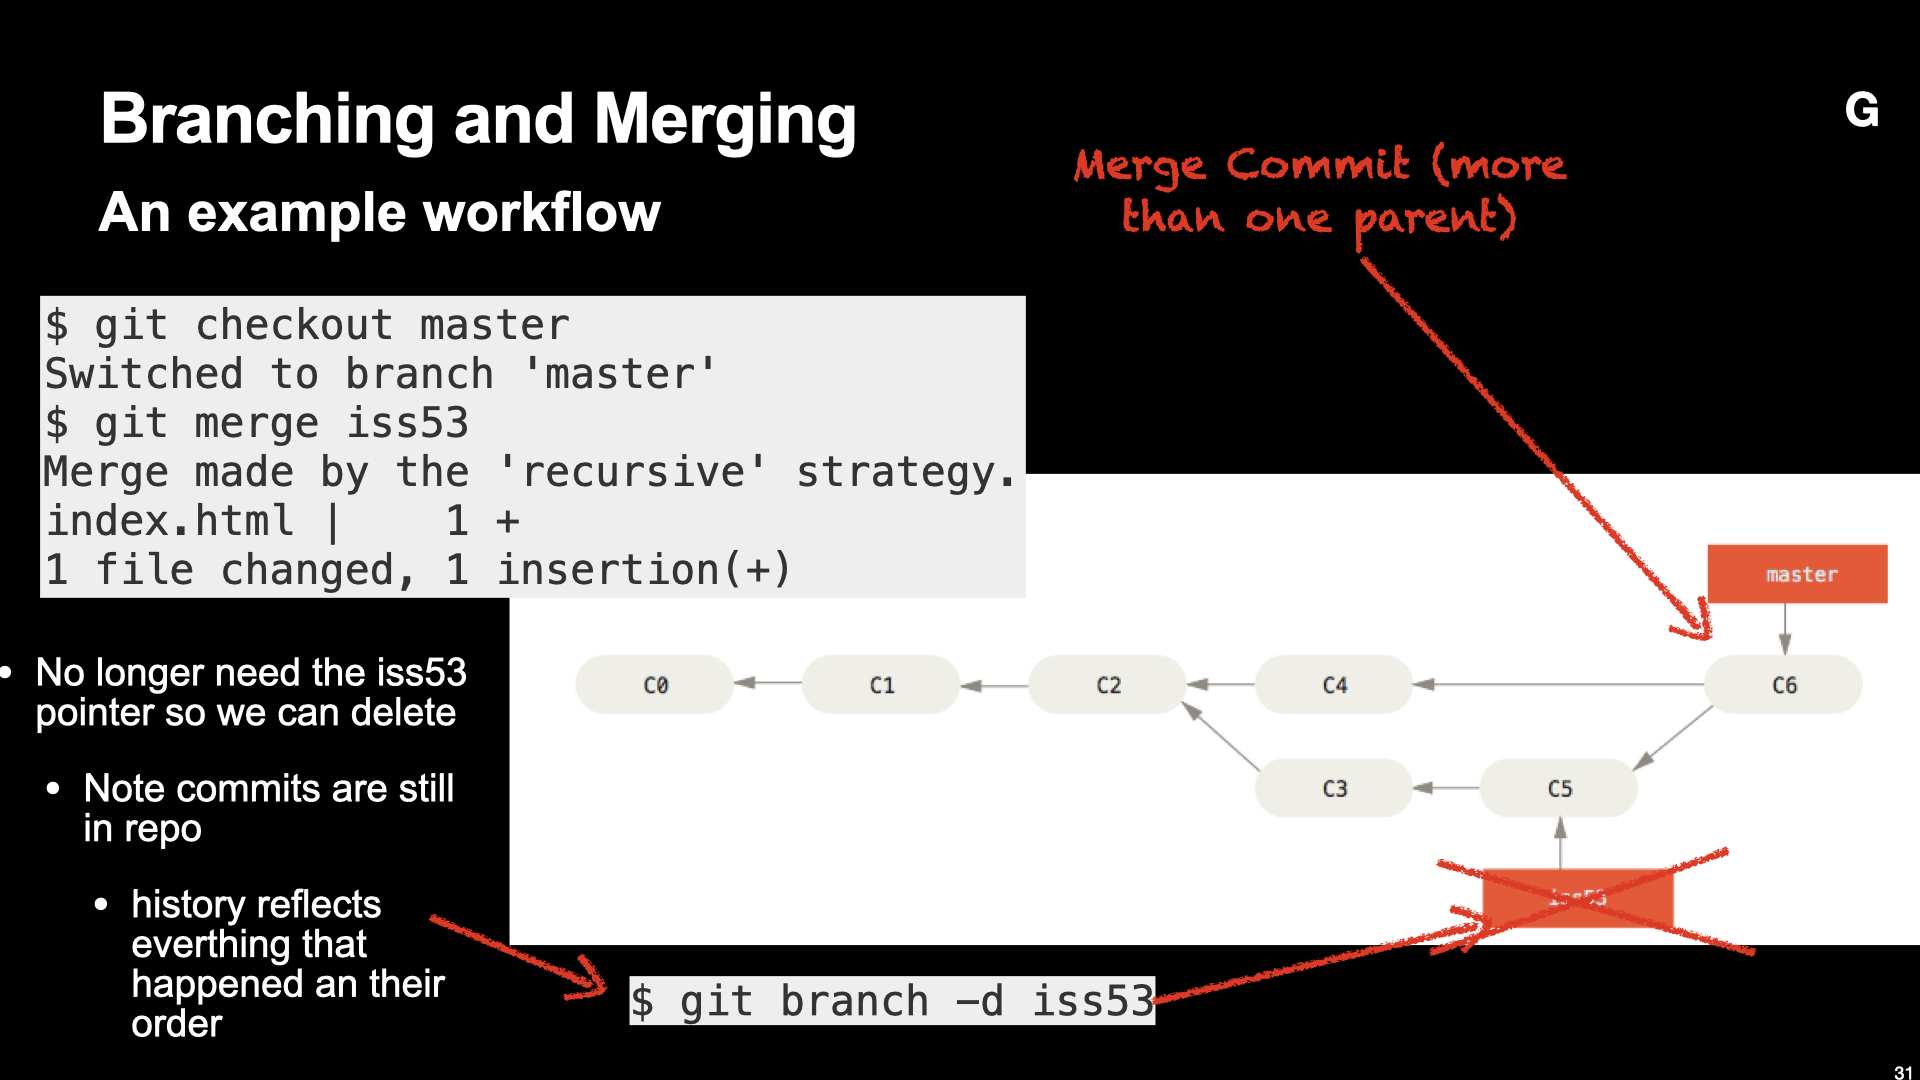 Branching and Merging
G
An example workflow
Merge Commit (more
than one parent)
$ git checkout master
Switched to branch 'master'
$ git merge iss53
Merge made by the 'recursive' strategy.
index.html |    1 +
1 file changed, 1 insertion(+)
master
C0
C1
C2
C4
C6
C3
C5
iss53
• No longer need the iss53
pointer so we can delete
• Note commits are still
in repo
• history reflects
everthing that
happened an their
order
$ git branch -d iss53
31